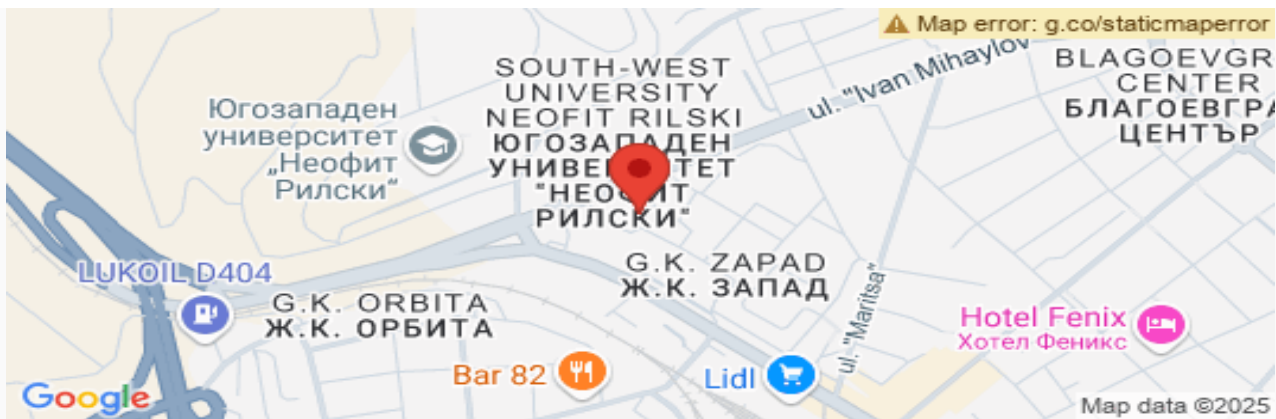 Map error: g.co/staticmaperror
SOUTH-WEST
UNIVERSITY
NEOFIT RILSKI
ЮГОЗАПАДЕН
"НЕОФИТ
РИЛСКИ"
Югозападен
университет
„Неофит
Рилски“
ul. "Ivan Mihaylov
BLAGOEVGR
CENTER
БЛАГОЕВГРА
ЦЕНТЪР
LUKOIL D404
G.K. ORBITA
Ж.К. ОРБИТА
G.K. ZAPAD
Ж.К. ЗАПАД
ul. "Maritsa"
Hotel Fenix
Хотел Феникс
Bar 82
Lidl
Google
Map data ©2025